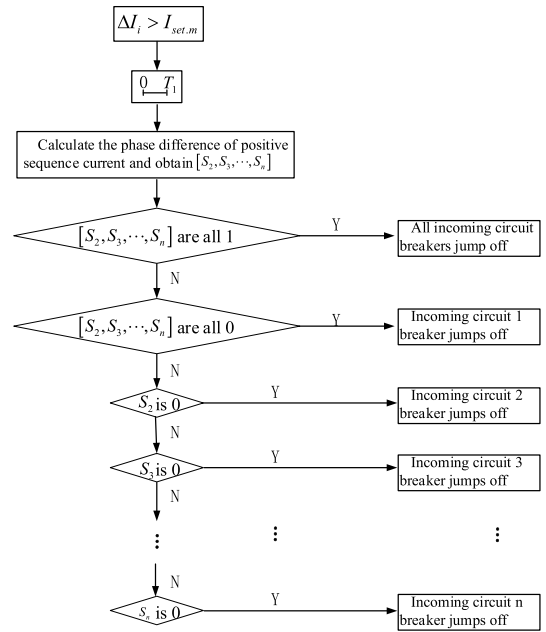 ΔI_i > I_set.m
0 T_1
Calculate the phase difference of positive
sequence current and obtain [S_2, S_3, ⋯, S_n]
[S_2, S_3, ⋯, S_n] are all 1
Y
All incoming circuit
breakers jump off
N
[S_2, S_3, ⋯, S_n] are all 0
Y
Incoming circuit 1
breaker jumps off
N
S_2 is 0
Y
Incoming circuit 2
breaker jumps off
N
S_3 is 0
Y
Incoming circuit 3
breaker jumps off
N
⋮ ⋮ ⋮
N
S_n is 0
Y
Incoming circuit n
breaker jumps off